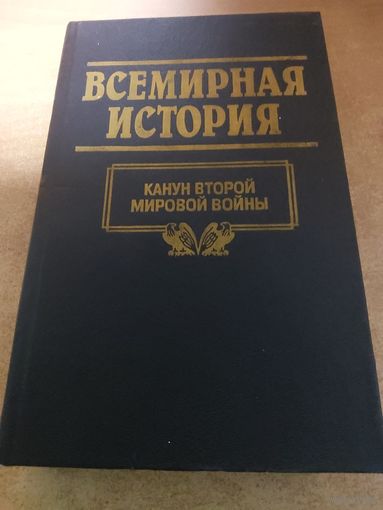 ВСЕМИРНАЯ
ИСТОРИЯ
КАНУН ВТОРОЙ
МИРОВОЙ ВОЙНЫ